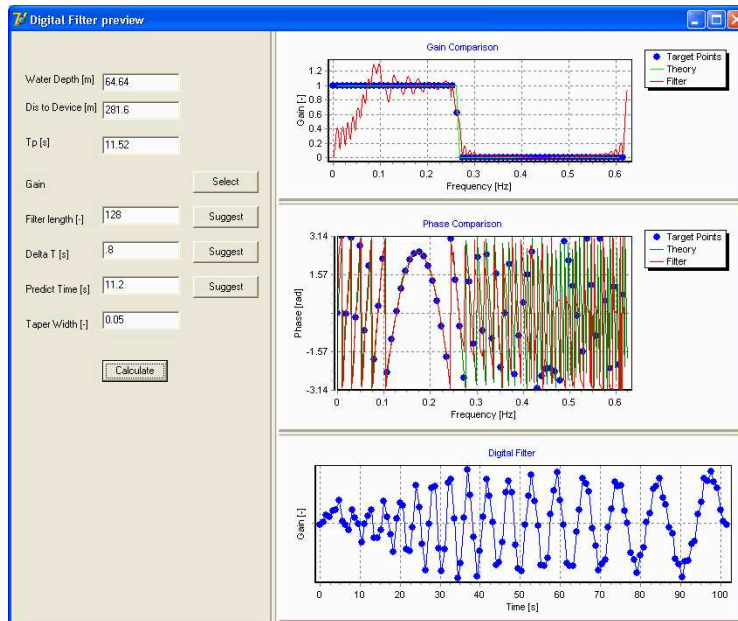 Digital Filter preview
Water Depth [m] 64.64
Dis to Device [m] 281.6
Tp [s] 11.52
Gain Select
Filter length [-] 128 Suggest
Delta T [s] .8 Suggest
Predict Time [s] 11.2 Suggest
Taper Width [-] 0.05
Calculate
Gain Comparison
Target Points
Theory
Filter
Gain [-]
1.2
1
0.8
0.6
0.4
0.2
0
0 0.1 0.2 0.3 0.4 0.5 0.6
Frequency [Hz]
Phase Comparison
Target Points
Theory
Filter
Phase [rad]
3.14
1.57
-1.57
-3.14
0 0.1 0.2 0.3 0.4 0.5 0.6
Frequency [Hz]
Digital Filter
Gain [-]
0 10 20 30 40 50 60 70 80 90 100
Time [s]